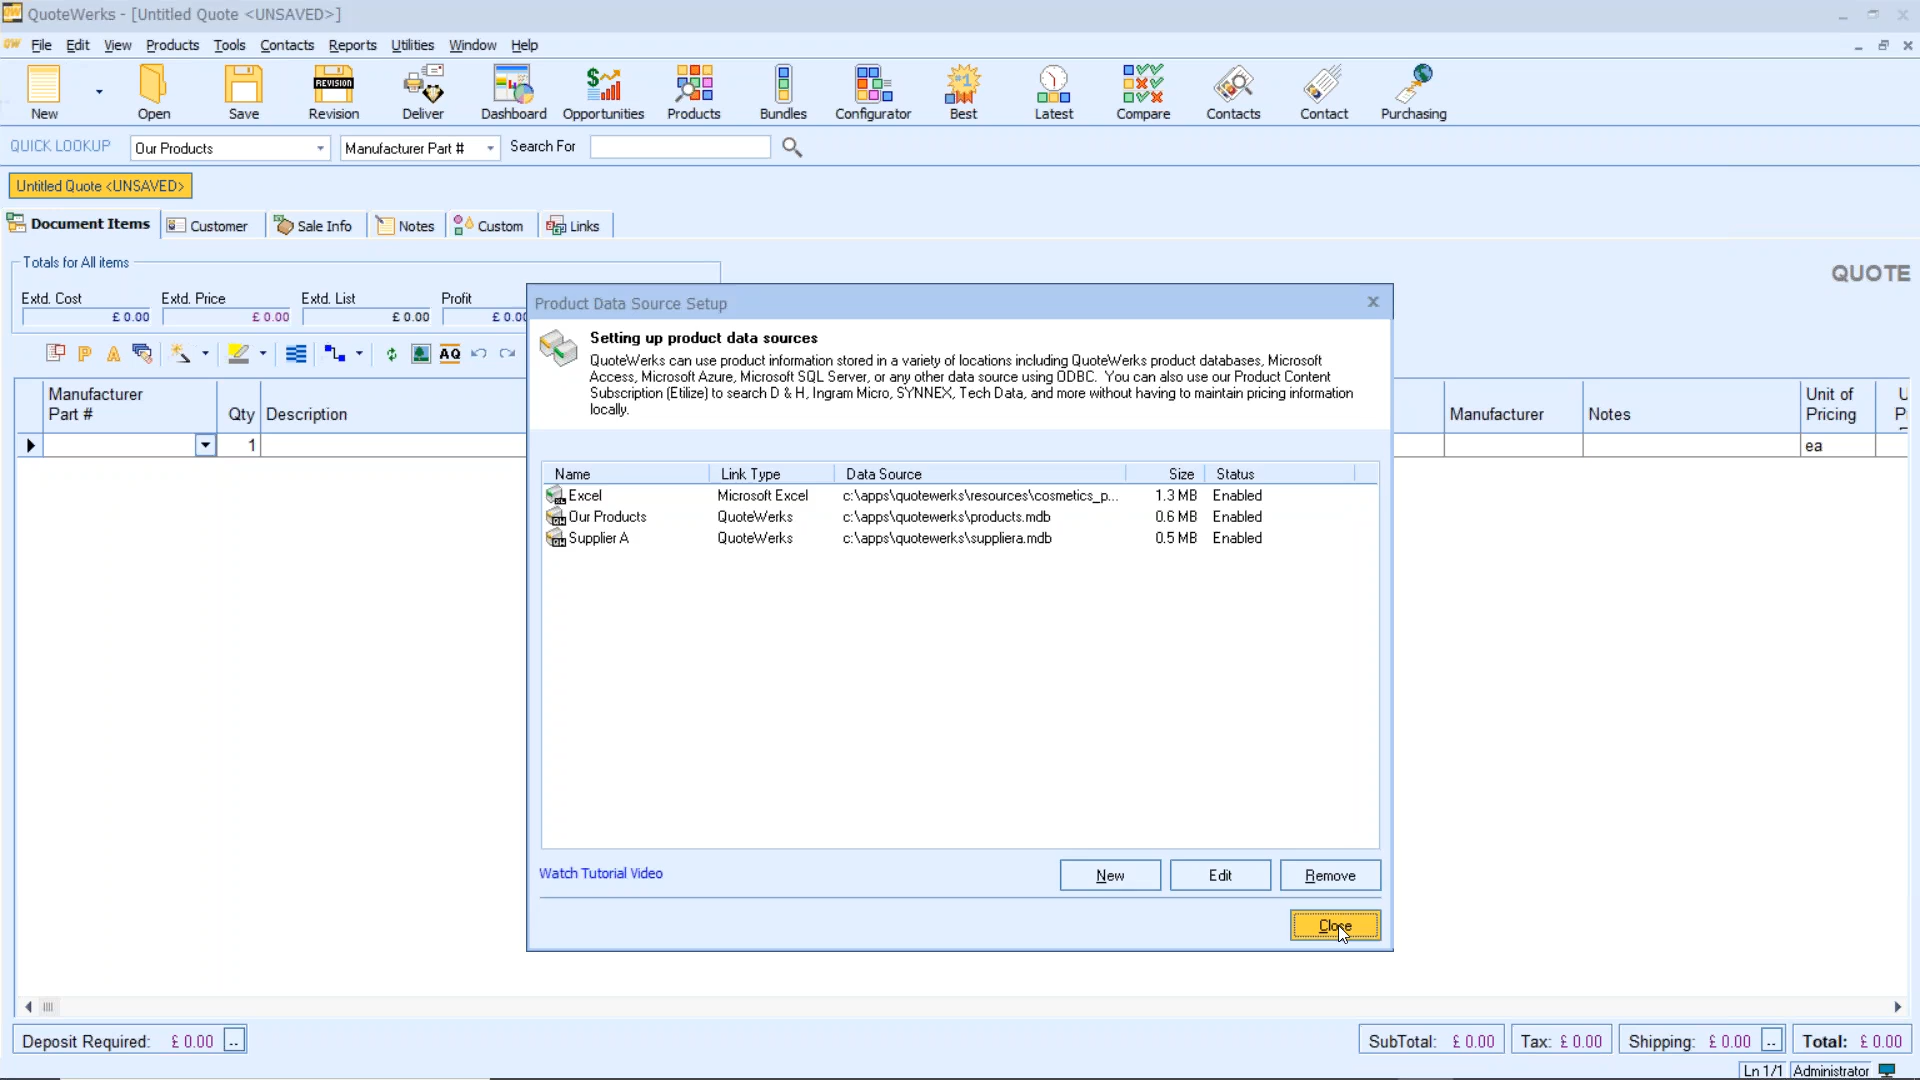 QuoteWerks - [Untitled Quote <UNSAVED>]
File Edit View Products Tools Contacts Reports Utilities Window Help
REVISION
$ #1
New Open Save Revision Deliver Dashboard Opportunities Products Bundles Configurator Best Latest Compare Contacts Contact Purchasing
QUICK LOOKUP Our Products Manufacturer Part # Search For
Untitled Quote <UNSAVED>
Document Items Customer Sale Info Notes Custom Links
Totals for All items
QUOTE
Extd. Cost Extd. Price Extd. List Profit
£ 0.00 £ 0.00 £ 0.00 £ 0.00
P A AQ
Manufacturer
Part # Qty Description Manufacturer Notes Unit of
Pricing U
P
1 ea
Product Data Source Setup
Setting up product data sources
QuoteWerks can use product information stored in a variety of locations including QuoteWerks product databases, Microsoft
Access, Microsoft Azure, Microsoft SQL Server, or any other data source using ODBC. You can also use our Product Content
Subscription (Etilize) to search D & H, Ingram Micro, SYNNEX, Tech Data, and more without having to maintain pricing information
locally.
Name Link Type Data Source Size Status
Excel Microsoft Excel c:\apps\quotewerks\resources\cosmetics_p... 1.3 MB Enabled
Our Products QuoteWerks c:\apps\quotewerks\products.mdb 0.6 MB Enabled
Supplier A QuoteWerks c:\apps\quotewerks\suppliera.mdb 0.5 MB Enabled
Watch Tutorial Video New Edit Remove
Close
Deposit Required: £ 0.00 .. SubTotal: £ 0.00 Tax: £ 0.00 Shipping: £ 0.00 .. Total: £ 0.00
Ln 1/1 Administrator